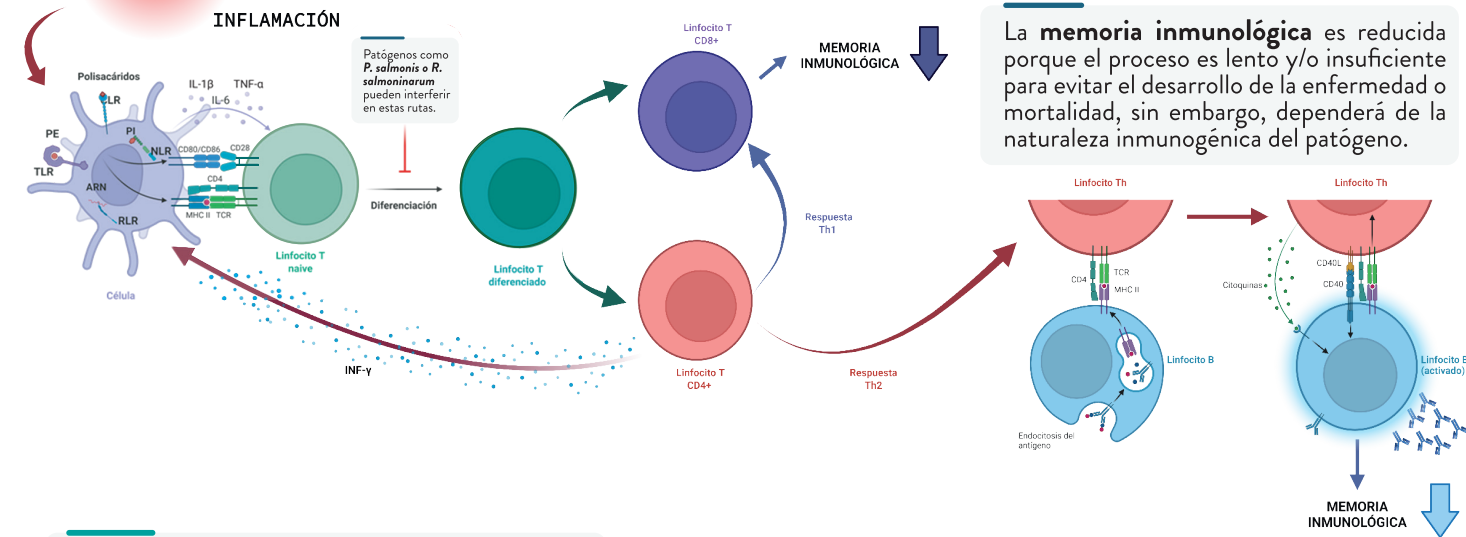 INFLAMACIÓN
Patógenos como
P. salmonis o R.
salmoninarum
pueden interferir
en estas rutas.
Polisacáridos
CLR
IL-1β
TNF-α
IL-6
PE
TLR
PI
NLR
CD80/CD86
CD28
ARN
CD4
RLR
MHC II
TCR
Célula
Linfocito T
naive
Diferenciación
Linfocito T
diferenciado
INF-γ
Linfocito T
CD8+
MEMORIA
INMUNOLÓGICA
Respuesta
Th1
Linfocito T
CD4+
Respuesta
Th2
La memoria inmunológica es reducida
porque el proceso es lento y/o insuficiente
para evitar el desarrollo de la enfermedad o
mortalidad, sin embargo, dependerá de la
naturaleza inmunogénica del patógeno.
Linfocito Th
CD4
TCR
MHC II
Linfocito B
Endocitosis del
antígeno
Linfocito Th
CD40L
CD40
Citoquinas
Linfocito B
(activado)
MEMORIA
INMUNOLÓGICA